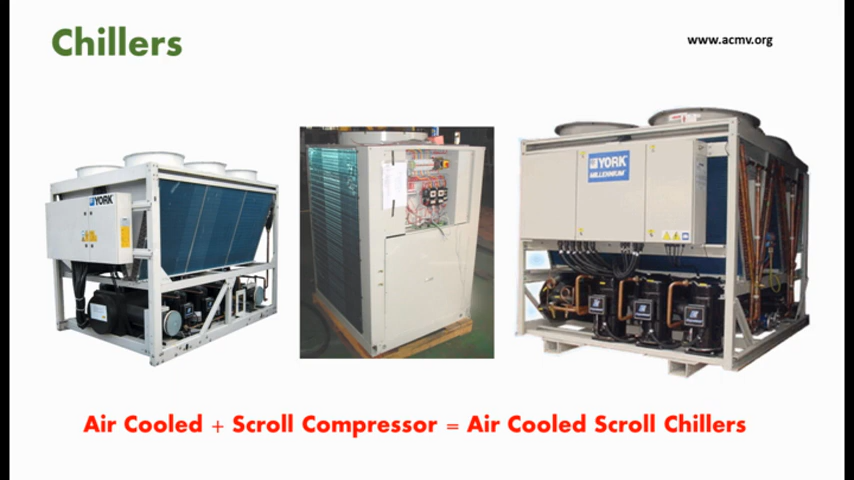 Chillers
www.acmv.org
YORK
YORK
MILLENNIUM
Air Cooled + Scroll Compressor = Air Cooled Scroll Chillers